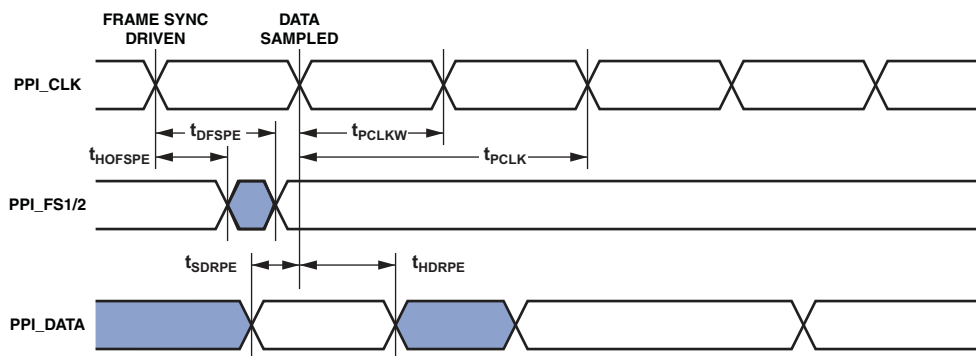 FRAME SYNC
DRIVEN
DATA
SAMPLED
PPI_CLK
tDFSPE
tPCLKW
tHOFSPE
tPCLK
PPI_FS1/2
tSDRPE
tHDRPE
PPI_DATA